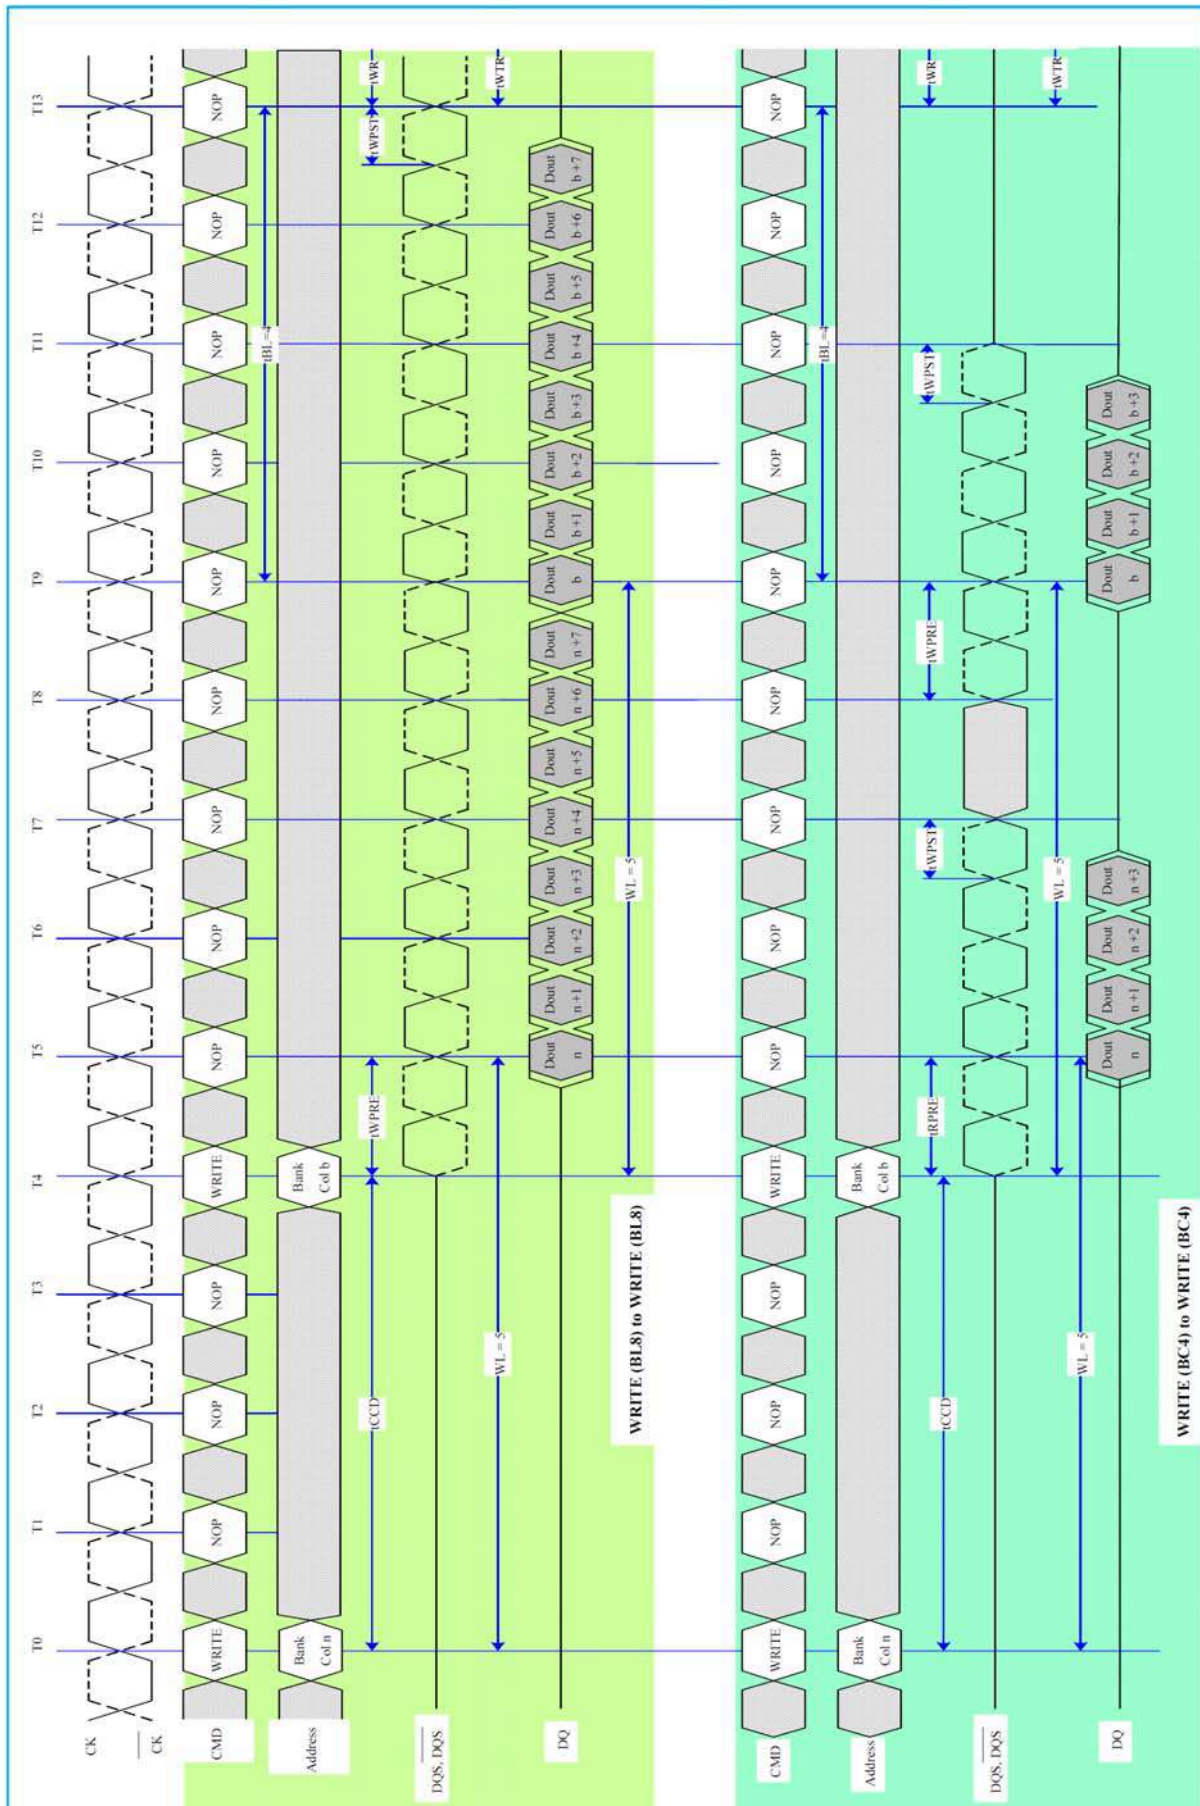 T0 T1 T2 T3 T4 T5 T6 T7 T8 T9 T10 T11 T12 T13
CK
CK
CMD WRITE NOP NOP NOP WRITE NOP NOP NOP NOP NOP NOP NOP NOP NOP
tBL=4
Address Bank Col n Bank Col b
tCCD tWPRE tWPST tWR
DQS, DQS
WL = 5 tWTR
DQ Dout n Dout n +1 Dout n +2 Dout n +3 Dout n +4 Dout n +5 Dout n +6 Dout n +7 Dout b Dout b +1 Dout b +2 Dout b +3 Dout b +4 Dout b +5 Dout b +6 Dout b +7
WL = 5
WRITE (BL8) to WRITE (BL8)
CMD WRITE NOP NOP NOP WRITE NOP NOP NOP NOP NOP NOP NOP NOP NOP
tBL=4
Address Bank Col n Bank Col b
tCCD tRPRE tWPST tWPRE tWPST tWR
DQS, DQS
WL = 5 tWTR
WL = 5
DQ Dout n Dout n +1 Dout n +2 Dout n +3 Dout b Dout b +1 Dout b +2 Dout b +3
WRITE (BC4) to WRITE (BC4)